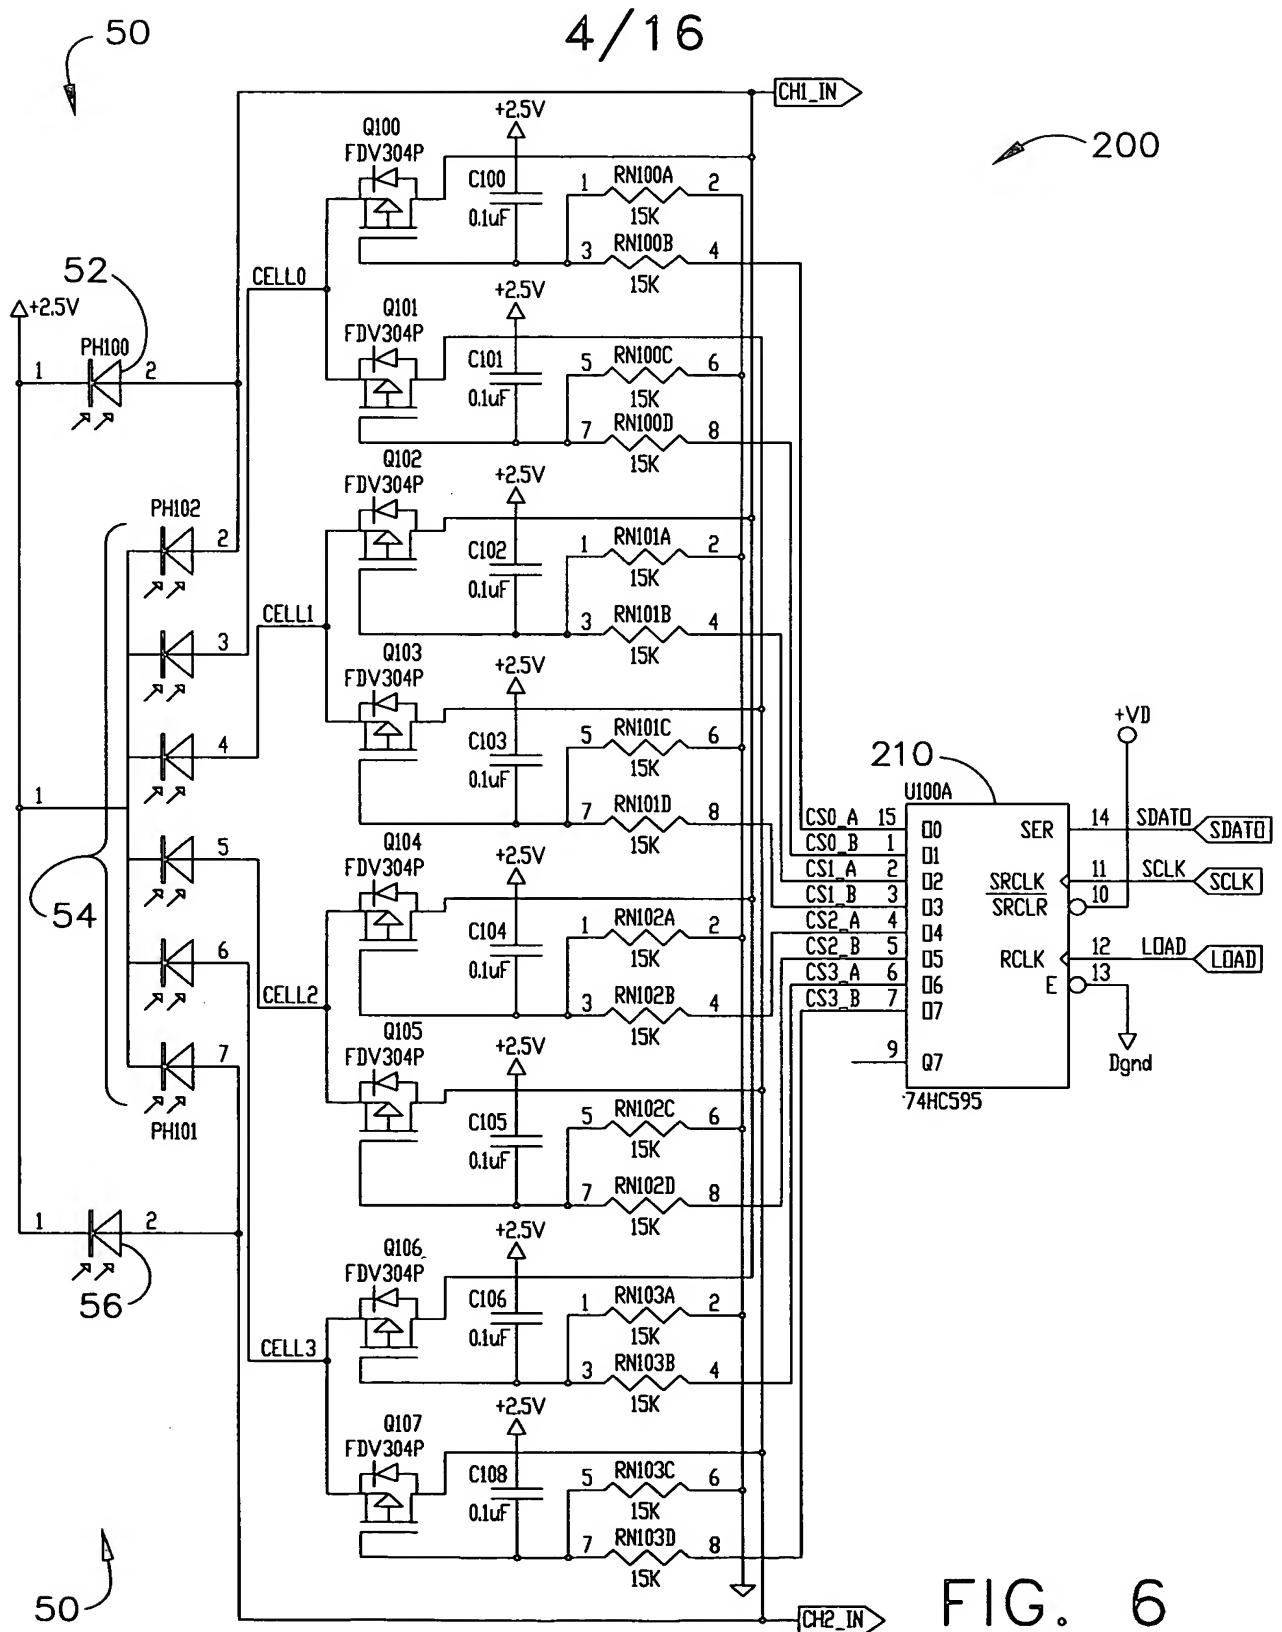 4/16
50
200
CH1_IN
+2.5V
Q100
FDV304P
C100
0.1uF
1 RN100A 2
15K
3 RN100B 4
15K
52
CELL0
+2.5V
PH100
1 2
+2.5V
Q101
FDV304P
C101
0.1uF
5 RN100C 6
15K
7 RN100D 8
15K
+2.5V
Q102
FDV304P
C102
0.1uF
1 RN101A 2
15K
3 RN101B 4
15K
PH102
2
3
4
5
6
7
1
54
PH101
CELL1
+2.5V
Q103
FDV304P
C103
0.1uF
5 RN101C 6
15K
7 RN101D 8
15K
+2.5V
Q104
FDV304P
C104
0.1uF
1 RN102A 2
15K
3 RN102B 4
15K
CELL2
+2.5V
Q105
FDV304P
C105
0.1uF
5 RN102C 6
15K
7 RN102D 8
15K
1 2
56
+2.5V
Q106
FDV304P
C106
0.1uF
1 RN103A 2
15K
3 RN103B 4
15K
CELL3
+2.5V
Q107
FDV304P
C108
0.1uF
5 RN103C 6
15K
7 RN103D 8
15K
+VD
210
U100A
CS0_A 15 O0 SER 14 SDATO SDATO
CS0_B 1 O1
CS1_A 2 O2 SRCLK 11 SCLK SCLK
CS1_B 3 O3 SRCLR 10
CS2_A 4 O4
CS2_B 5 O5 RCLK 12 LOAD LOAD
CS3_A 6 O6 E 13
CS3_B 7 O7
9 Q7
Dgnd
74HC595
50
CH2_IN
FIG. 6